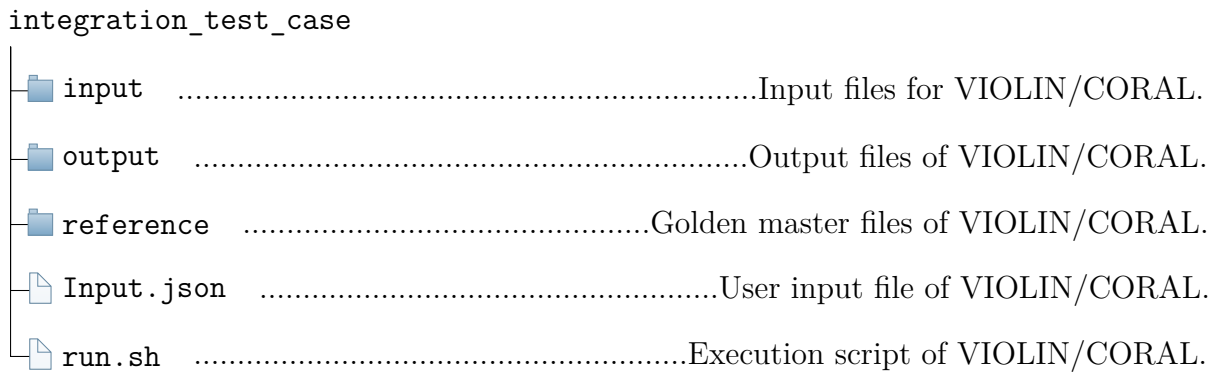 integration_test_case
input ....................................................................Input files for VIOLIN/CORAL.
output ................................................................Output files of VIOLIN/CORAL.
reference ...............................................Golden master files of VIOLIN/CORAL.
Input.json .....................................................User input file of VIOLIN/CORAL.
run.sh .........................................................Execution script of VIOLIN/CORAL.